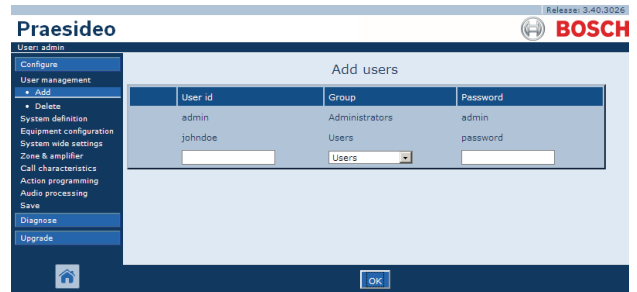 Release: 3.40.3026
Praesideo
BOSCH
User: admin
Configure
User management
• Add
• Delete
System definition
Equipment configuration
System wide settings
Zone & amplifier
Call characteristics
Action programming
Audio processing
Save
Diagnose
Upgrade
Add users
User id Group Password
admin Administrators admin
johndoe Users password
Users
OK